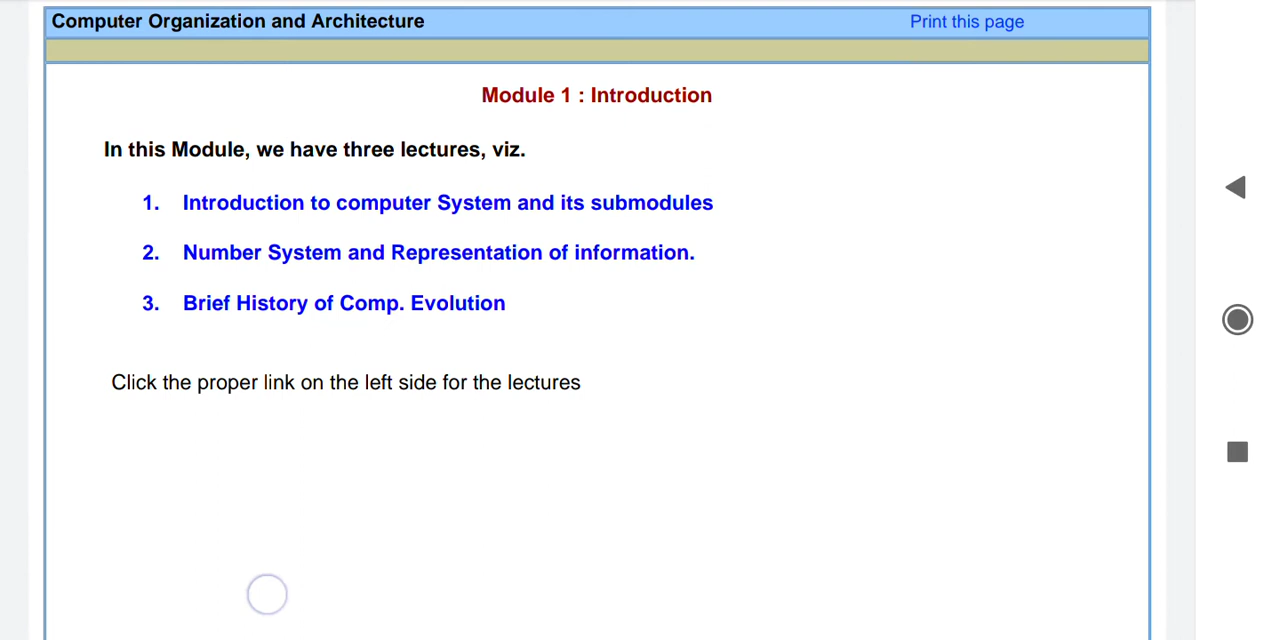 Computer Organization and Architecture
Print this page
Module 1 : Introduction
In this Module, we have three lectures, viz.
1. Introduction to computer System and its submodules
2. Number System and Representation of information.
3. Brief History of Comp. Evolution
Click the proper link on the left side for the lectures